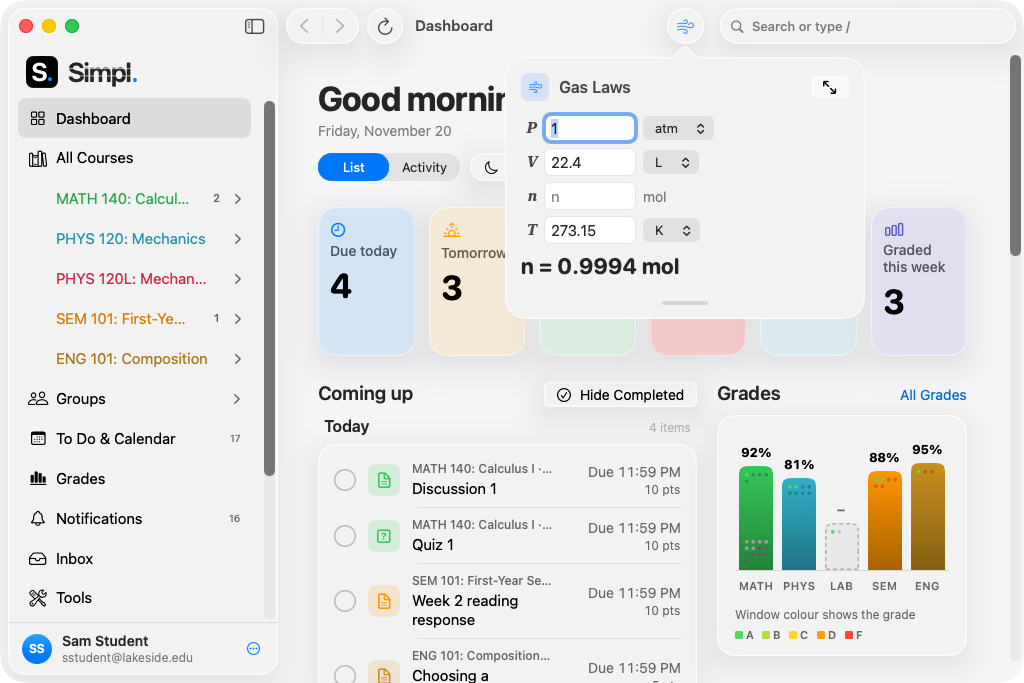 Dashboard
Search or type /
S.
Simpl.
Dashboard
All Courses
MATH 140: Calcul... 2
PHYS 120: Mechanics
PHYS 120L: Mechan...
SEM 101: First-Ye... 1
ENG 101: Composition
Groups
To Do & Calendar 17
Grades
Notifications 16
Inbox
Tools
SS
Sam Student
sstudent@lakeside.edu
Friday, November 20
Good mornin
List
Activity
Gas Laws
P 1 atm
V 22.4 L
n n mol
T 273.15 K
n = 0.9994 mol
Due today
4
Tomorrow
3
Graded
this week
3
Coming up
Hide Completed
Today
4 items
MATH 140: Calculus I ·...
Discussion 1
Due 11:59 PM
10 pts
MATH 140: Calculus I ·...
Quiz 1
Due 11:59 PM
10 pts
SEM 101: First-Year Se...
Week 2 reading
response
Due 11:59 PM
10 pts
ENG 101: Composition...
Choosing a
Due 11:59 PM
Grades
All Grades
92% 81% – 88% 95%
MATH PHYS LAB SEM ENG
Window colour shows the grade
A B C D F